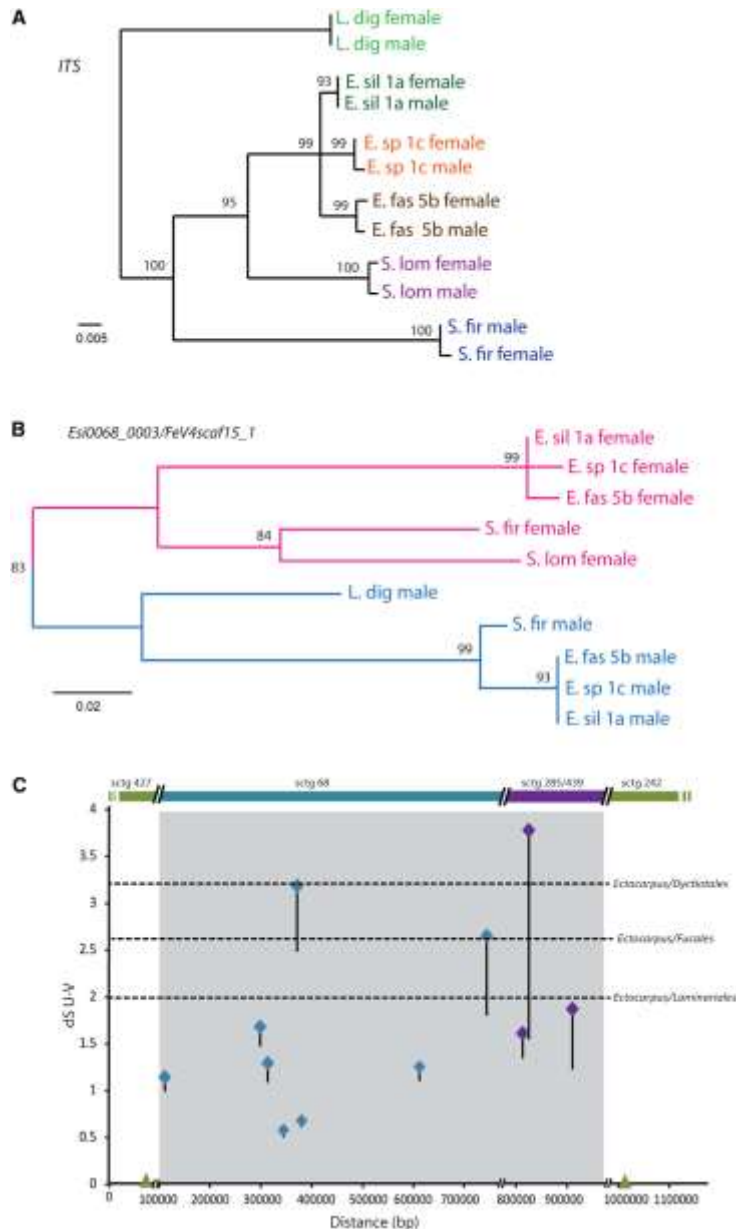 A
ITS
L. dig female
L. dig male
93
E. sil 1a female
E. sil 1a male
99
99
E. sp 1c female
E. sp 1c male
95
99
E. fas 5b female
E. fas 5b male
100
100
S. lom female
S. lom male
100
S. fir male
S. fir female
0.005
B
Esi0068_0003/FeV4scaf15_1
99
E. sil 1a female
E. sp 1c female
E. fas 5b female
84
S. fir female
S. lom female
83
L. dig male
99
S. fir male
93
E. fas 5b male
E. sp 1c male
E. sil 1a male
0.02
C
sctg 427
sctg 68
sctg 285/439
sctg 242
dS U-V
4
3.5
3
2.5
2
1.5
1
0.5
0
Ectocarpus/Dyctiotales
Ectocarpus/Fucales
Ectocarpus/Laminariales
0 100000 200000 300000 400000 500000 600000 700000 800000 900000 1000000 1100000
Distance (bp)